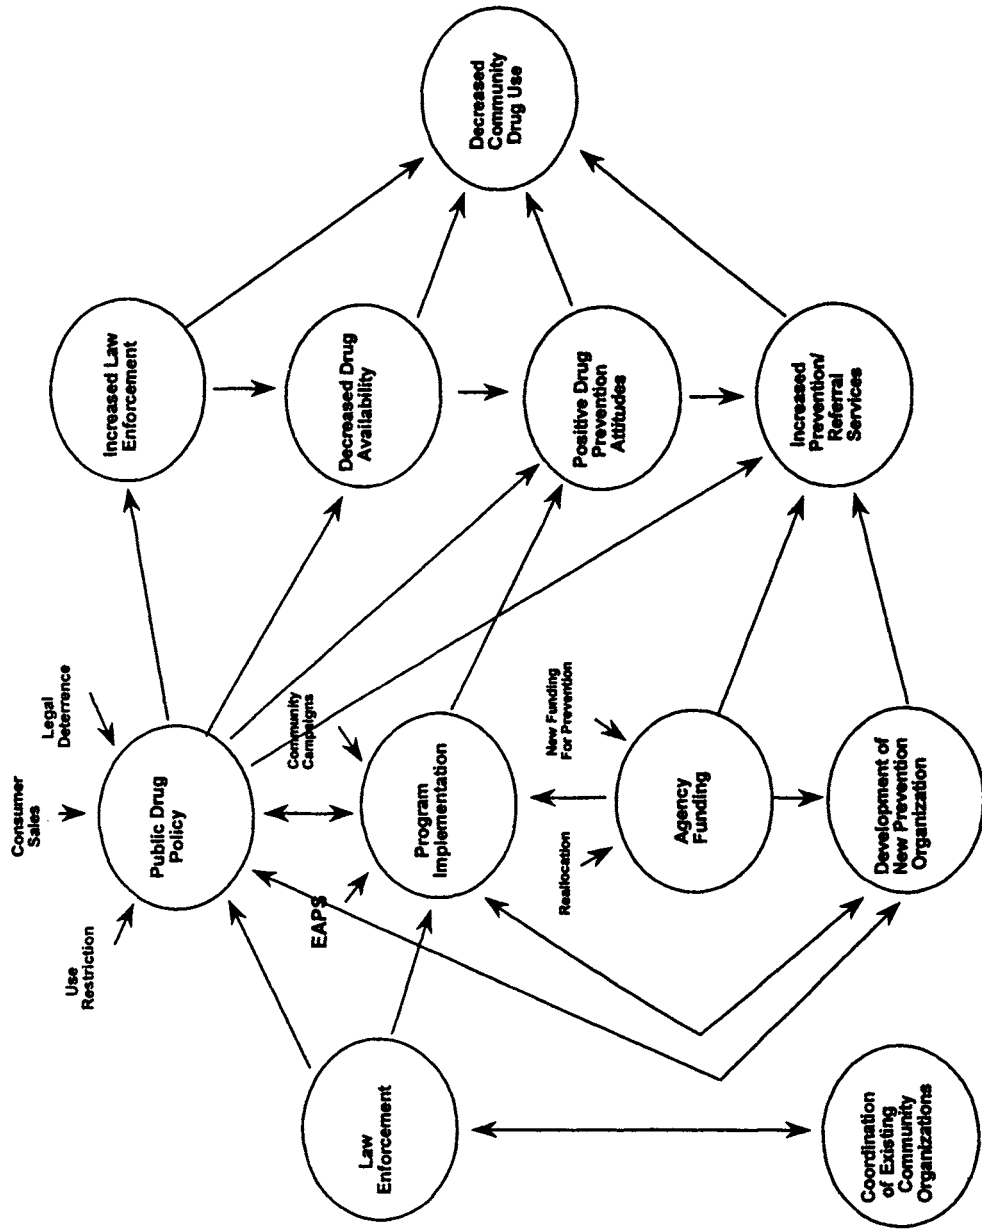 Use
Restriction
Consumer
Sales
Legal
Deterrence
Law
Enforcement
Public Drug
Policy
Increased Law
Enforcement
EAPS
Community
Campaigns
Program
Implementation
Decreased Drug
Availability
Decreased
Community
Drug Use
Reallocation
New Funding
For Prevention
Agency
Funding
Positive Drug
Prevention
Attitudes
Coordination
of Existing
Community
Organizations
Development of
New Prevention
Organization
Increased
Prevention/
Referral
Services